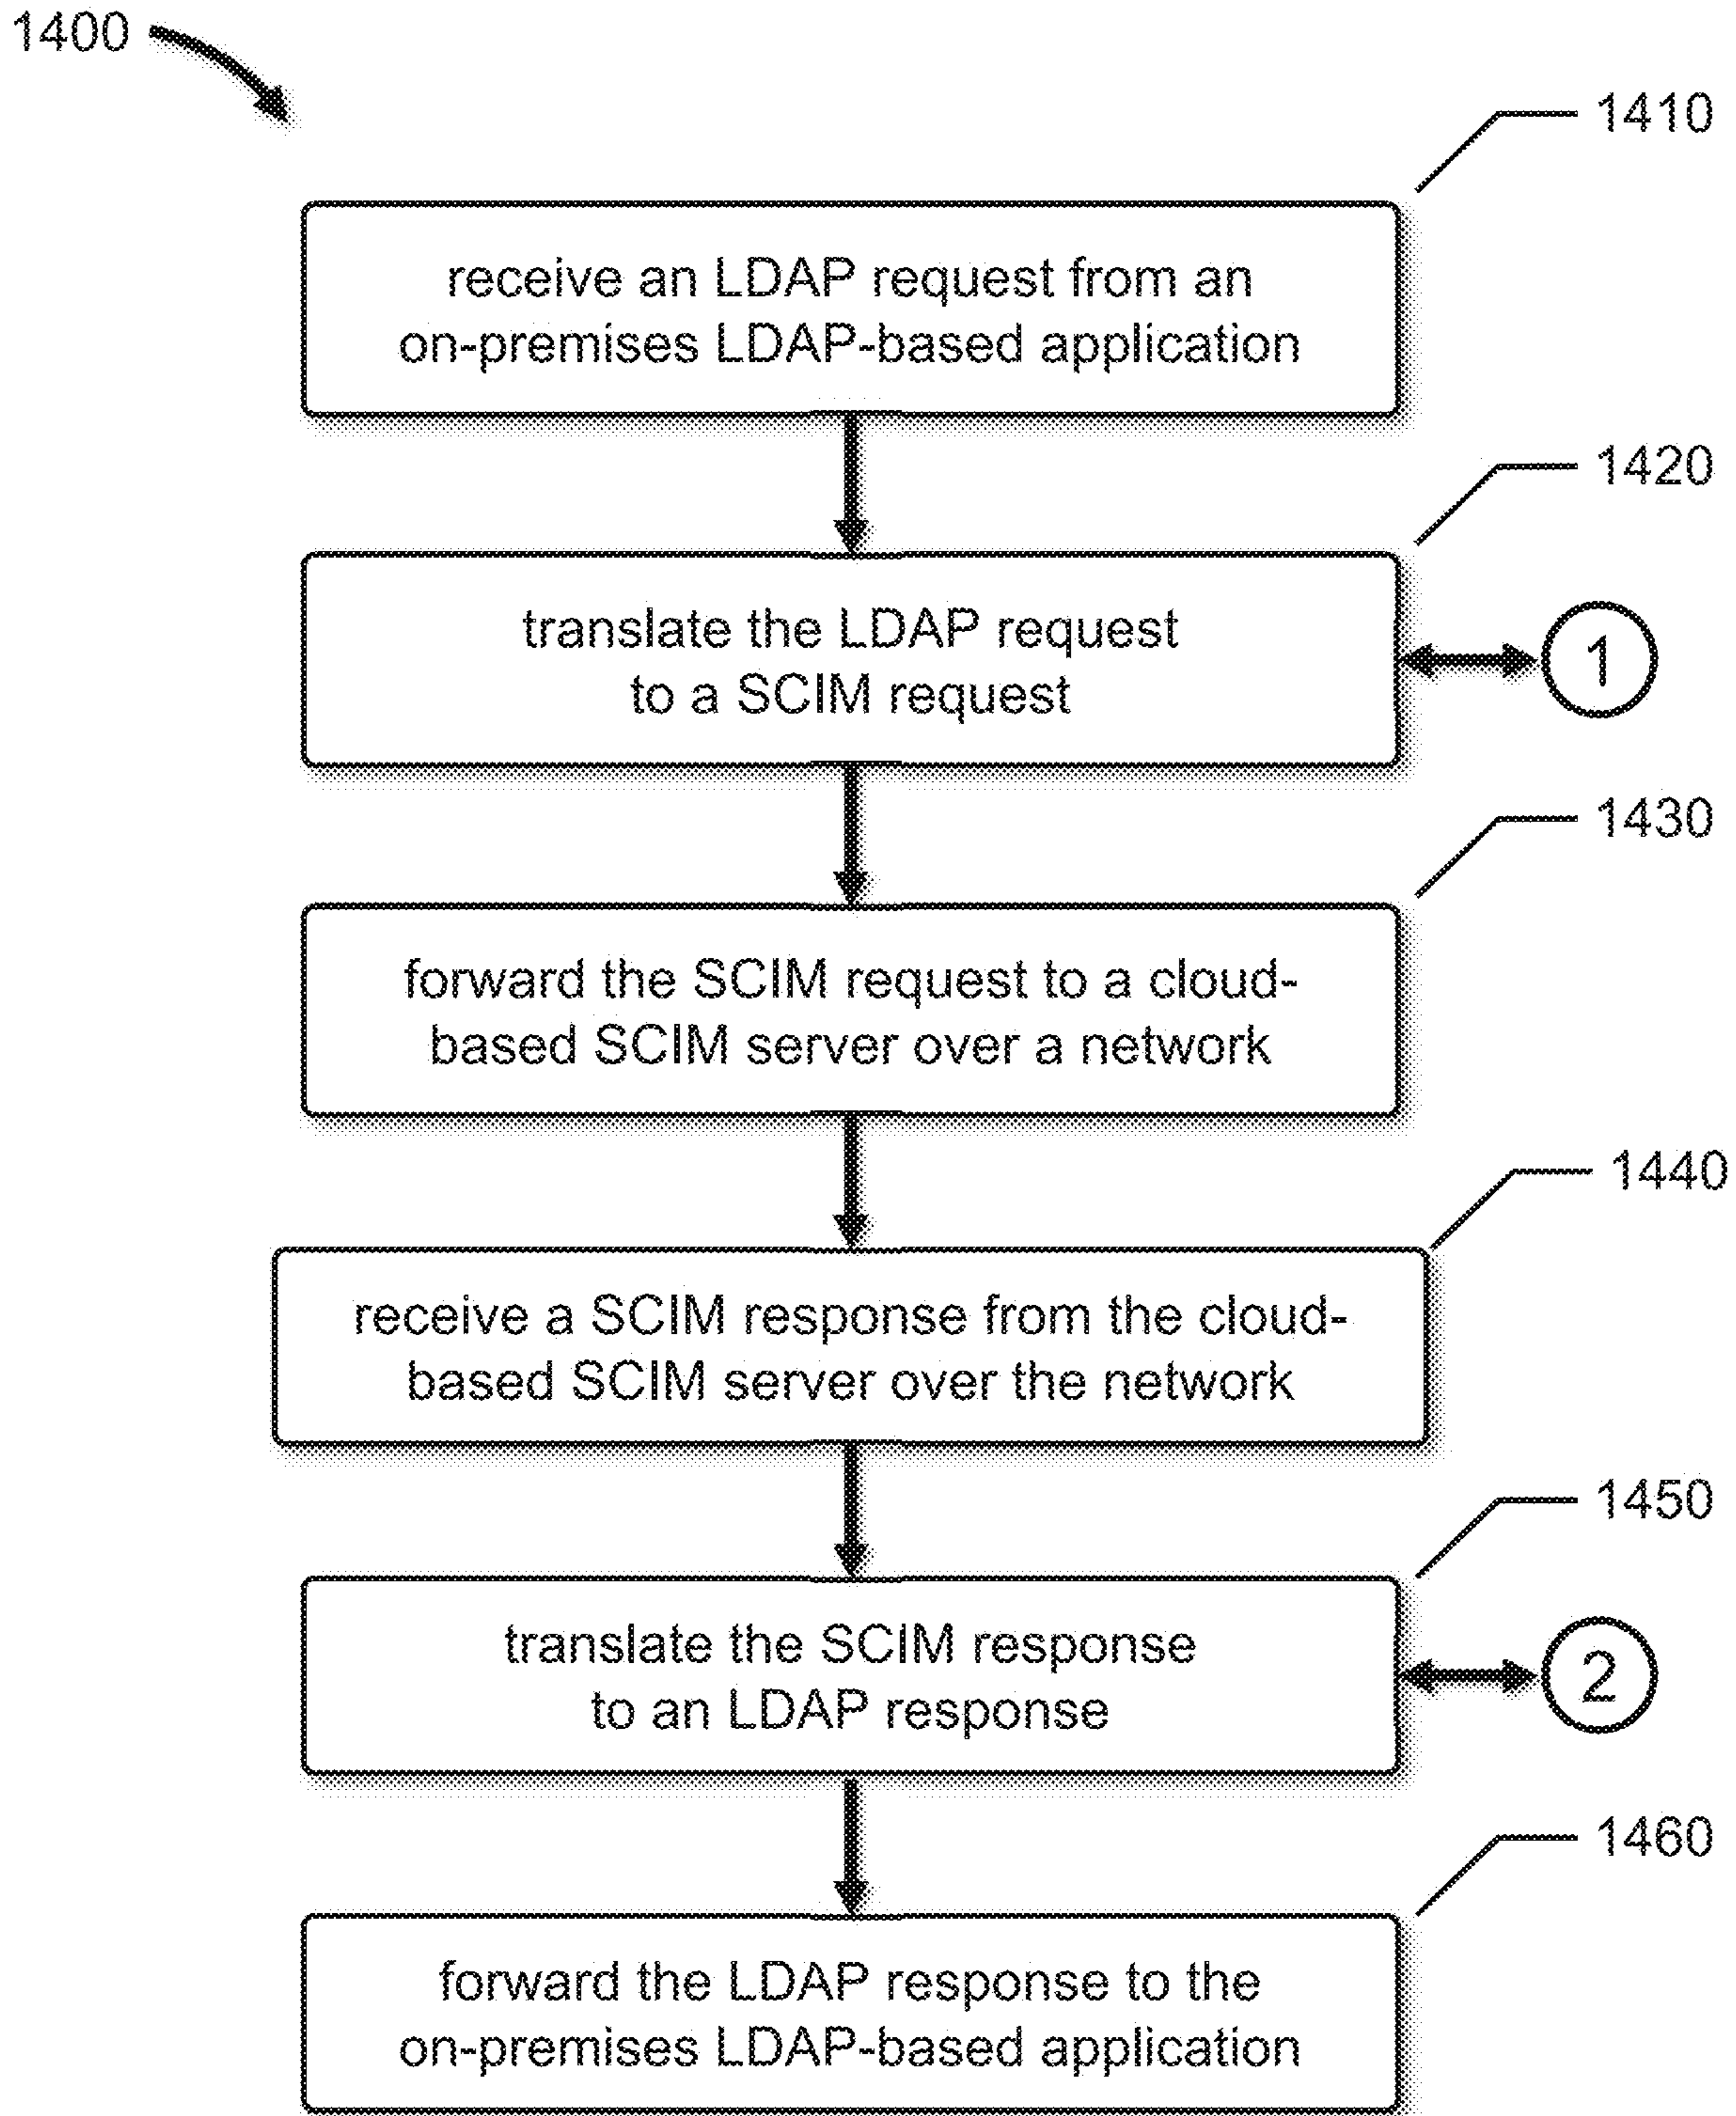 1400
1410
receive an LDAP request from an
on-premises LDAP-based application
1420
translate the LDAP request
to a SCIM request
1
1430
forward the SCIM request to a cloud-
based SCIM server over a network
1440
receive a SCIM response from the cloud-
based SCIM server over the network
1450
translate the SCIM response
to an LDAP response
2
1460
forward the LDAP response to the
on-premises LDAP-based application